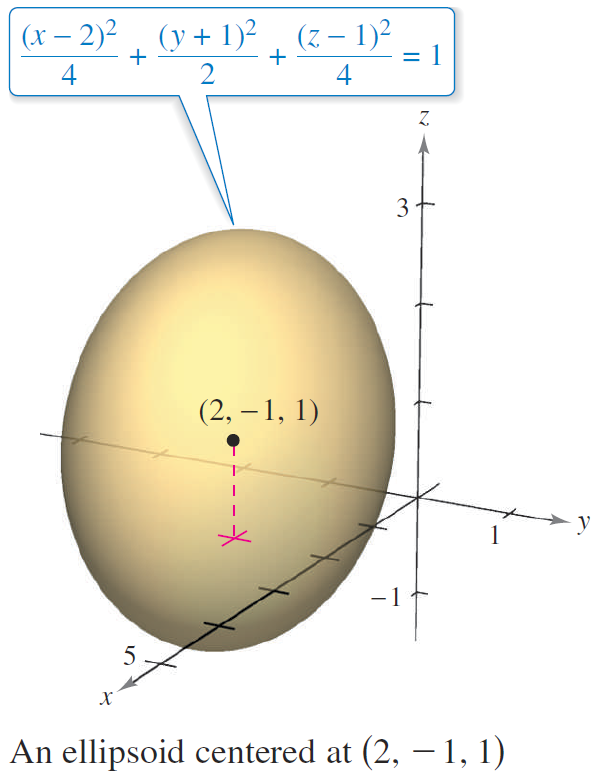 (x − 2)²/4 + (y + 1)²/2 + (z − 1)²/4 = 1
z
3
(2, −1, 1)
1
y
−1
5
x
An ellipsoid centered at (2, −1, 1)